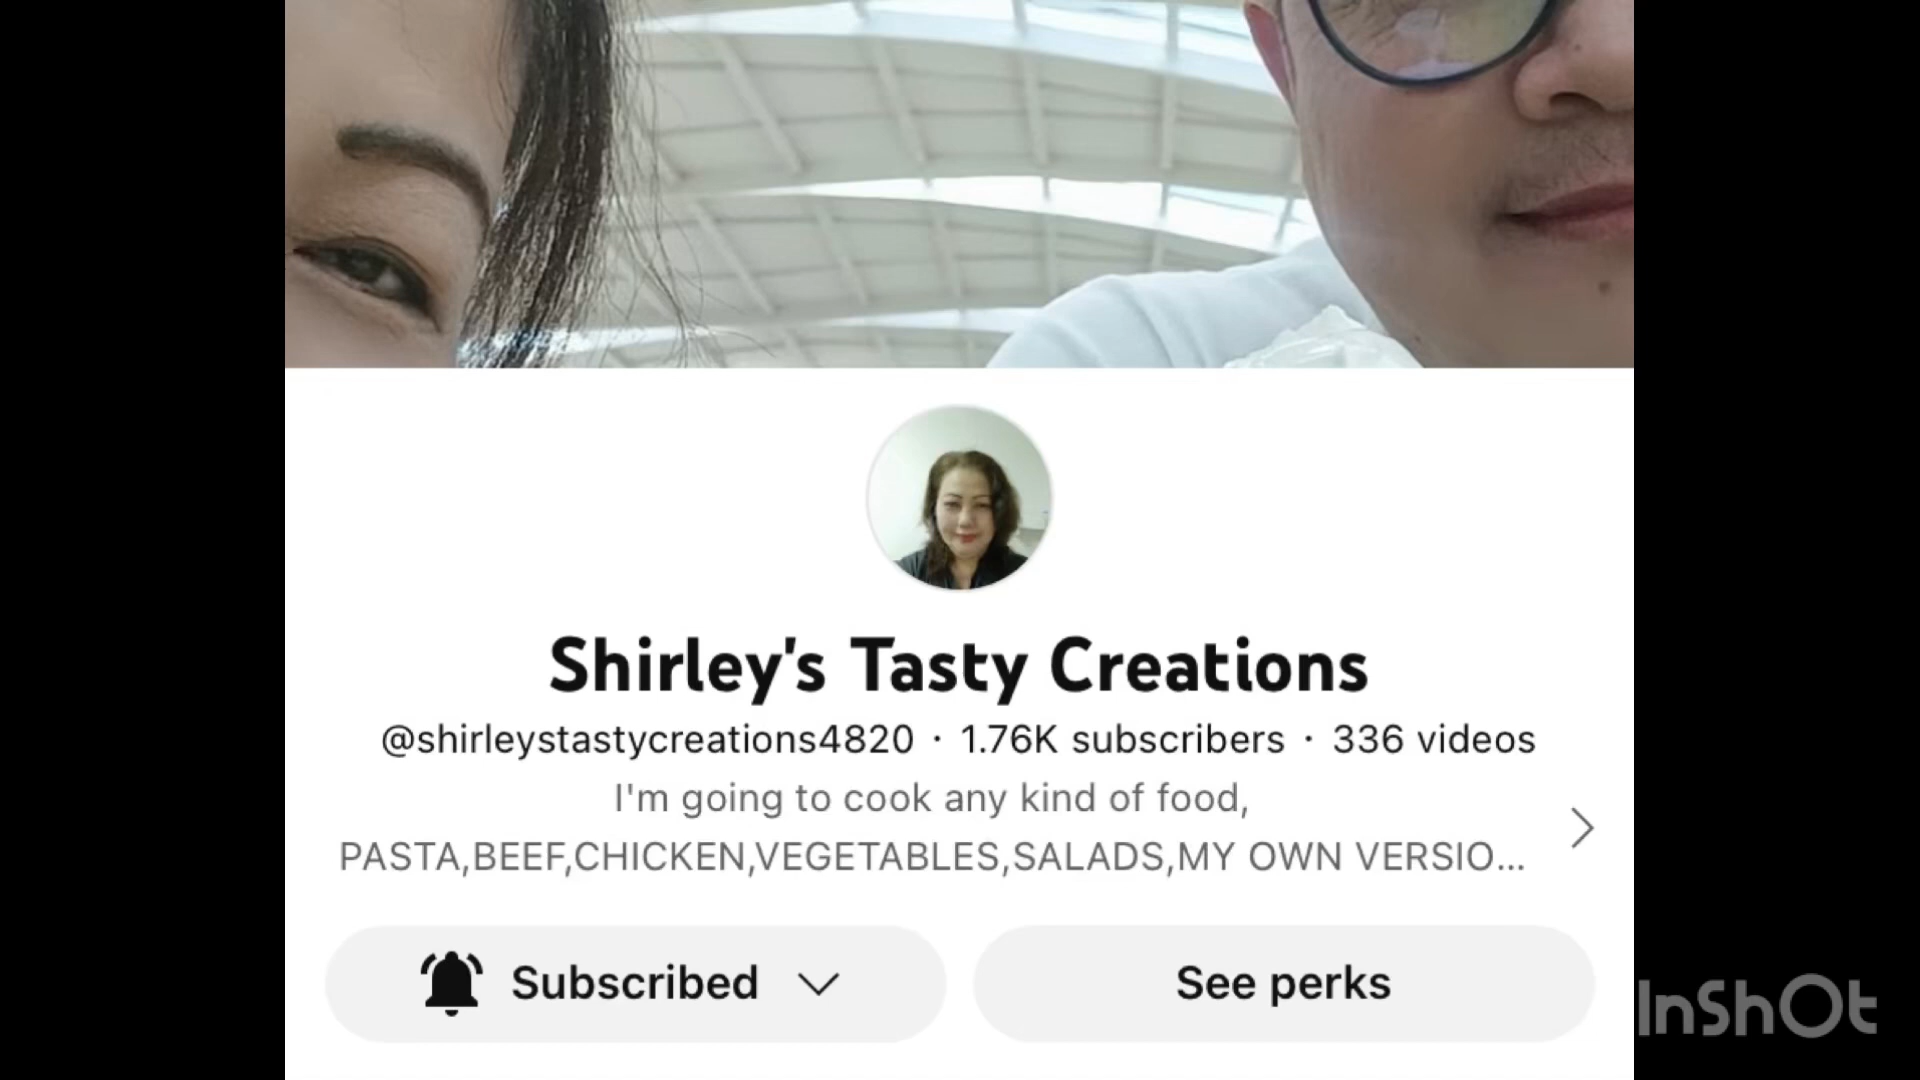 Shirley's Tasty Creations
@shirleystastycreations4820 · 1.76K subscribers · 336 videos
I'm going to cook any kind of food,
PASTA,BEEF,CHICKEN,VEGETABLES,SALADS,MY OWN VERSIO...
Subscribed
See perks
InShOt